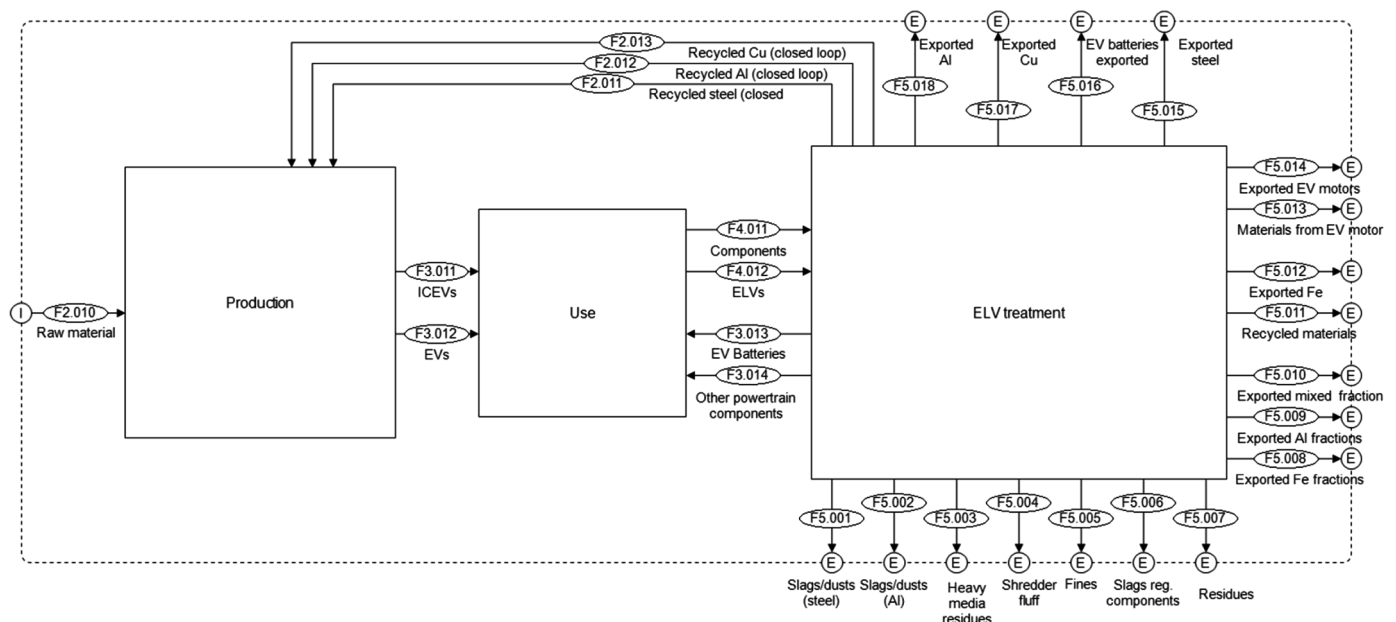 E
E
E
E
Exported
Al
Exported
Cu
EV batteries
exported
Exported
steel
F2.013
Recycled Cu (closed loop)
F2.012
Recycled Al (closed loop)
F2.011
Recycled steel (closed
F5.018
F5.017
F5.016
F5.015
F5.014
E
Exported EV motors
F5.013
E
Materials from EV motor
F5.012
E
Exported Fe
F5.011
E
Recycled materials
F5.010
E
Exported mixed fraction
F5.009
E
Exported Al fractions
F5.008
E
Exported Fe fractions
I
F2.010
Raw material
Production
F3.011
ICEVs
F3.012
EVs
Use
F4.011
Components
F4.012
ELVs
F3.013
EV Batteries
F3.014
Other powertrain
components
ELV treatment
F5.001
F5.002
F5.003
F5.004
F5.005
F5.006
F5.007
E
E
E
E
E
E
E
Slags/dusts
(steel)
Slags/dusts
(Al)
Heavy
media
residues
Shredder
fluff
Fines
Slags reg.
components
Residues